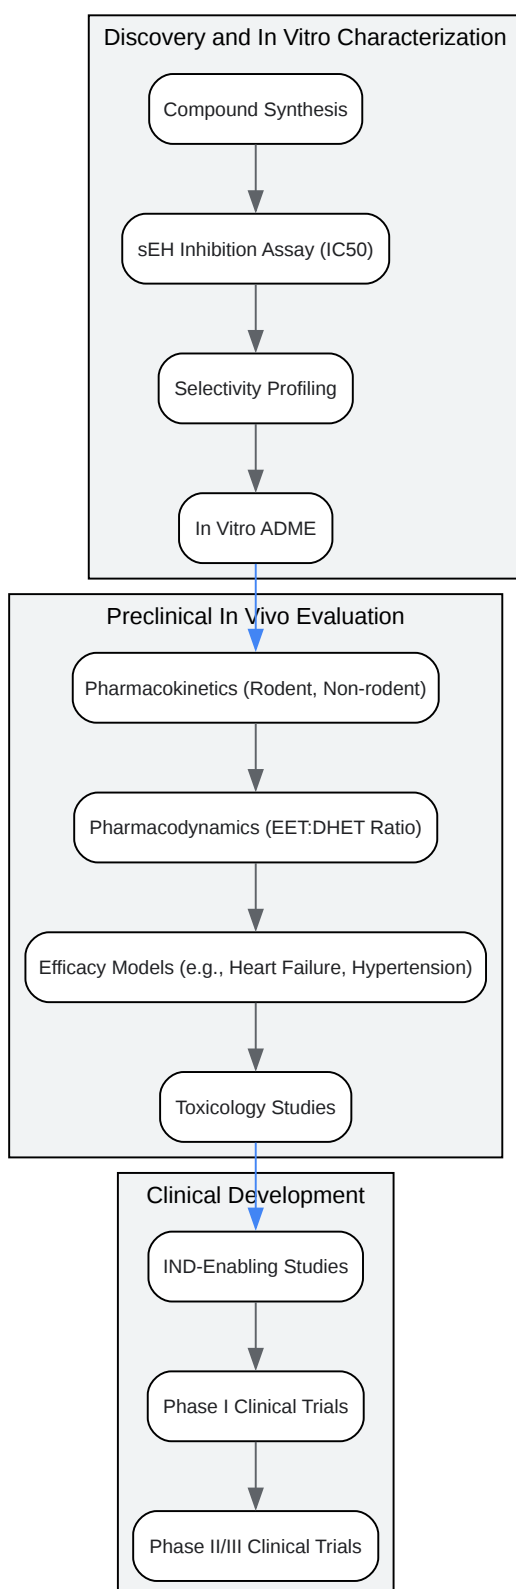 Discovery and In Vitro Characterization
Compound Synthesis
sEH Inhibition Assay (IC50)
Selectivity Profiling
In Vitro ADME
Preclinical In Vivo Evaluation
Pharmacokinetics (Rodent, Non-rodent)
Pharmacodynamics (EET:DHET Ratio)
Efficacy Models (e.g., Heart Failure, Hypertension)
Toxicology Studies
Clinical Development
IND-Enabling Studies
Phase I Clinical Trials
Phase II/III Clinical Trials